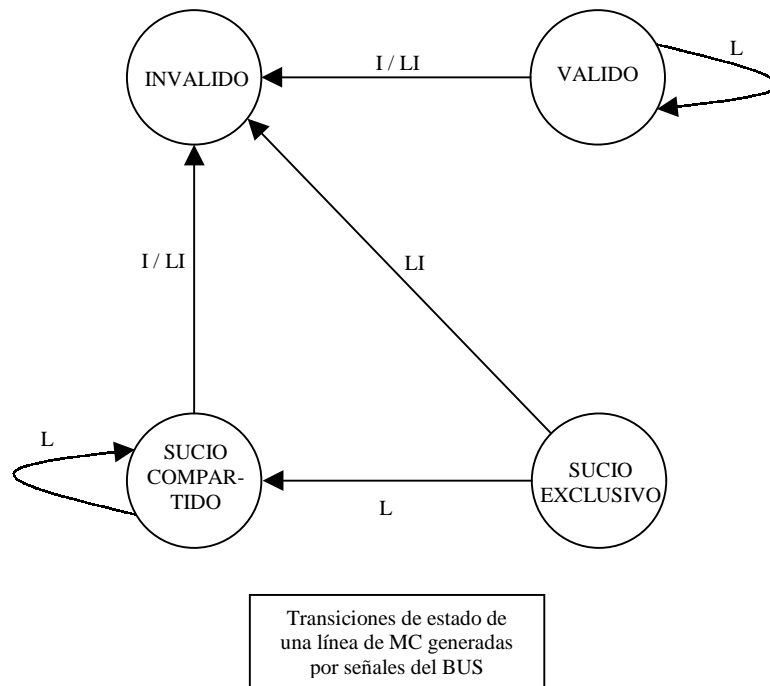 INVALIDO
I / LI
VALIDO
L
I / LI
LI
L
SUCIO
COMPAR-
TIDO
L
SUCIO
EXCLUSIVO
Transiciones de estado de
una línea de MC generadas
por señales del BUS